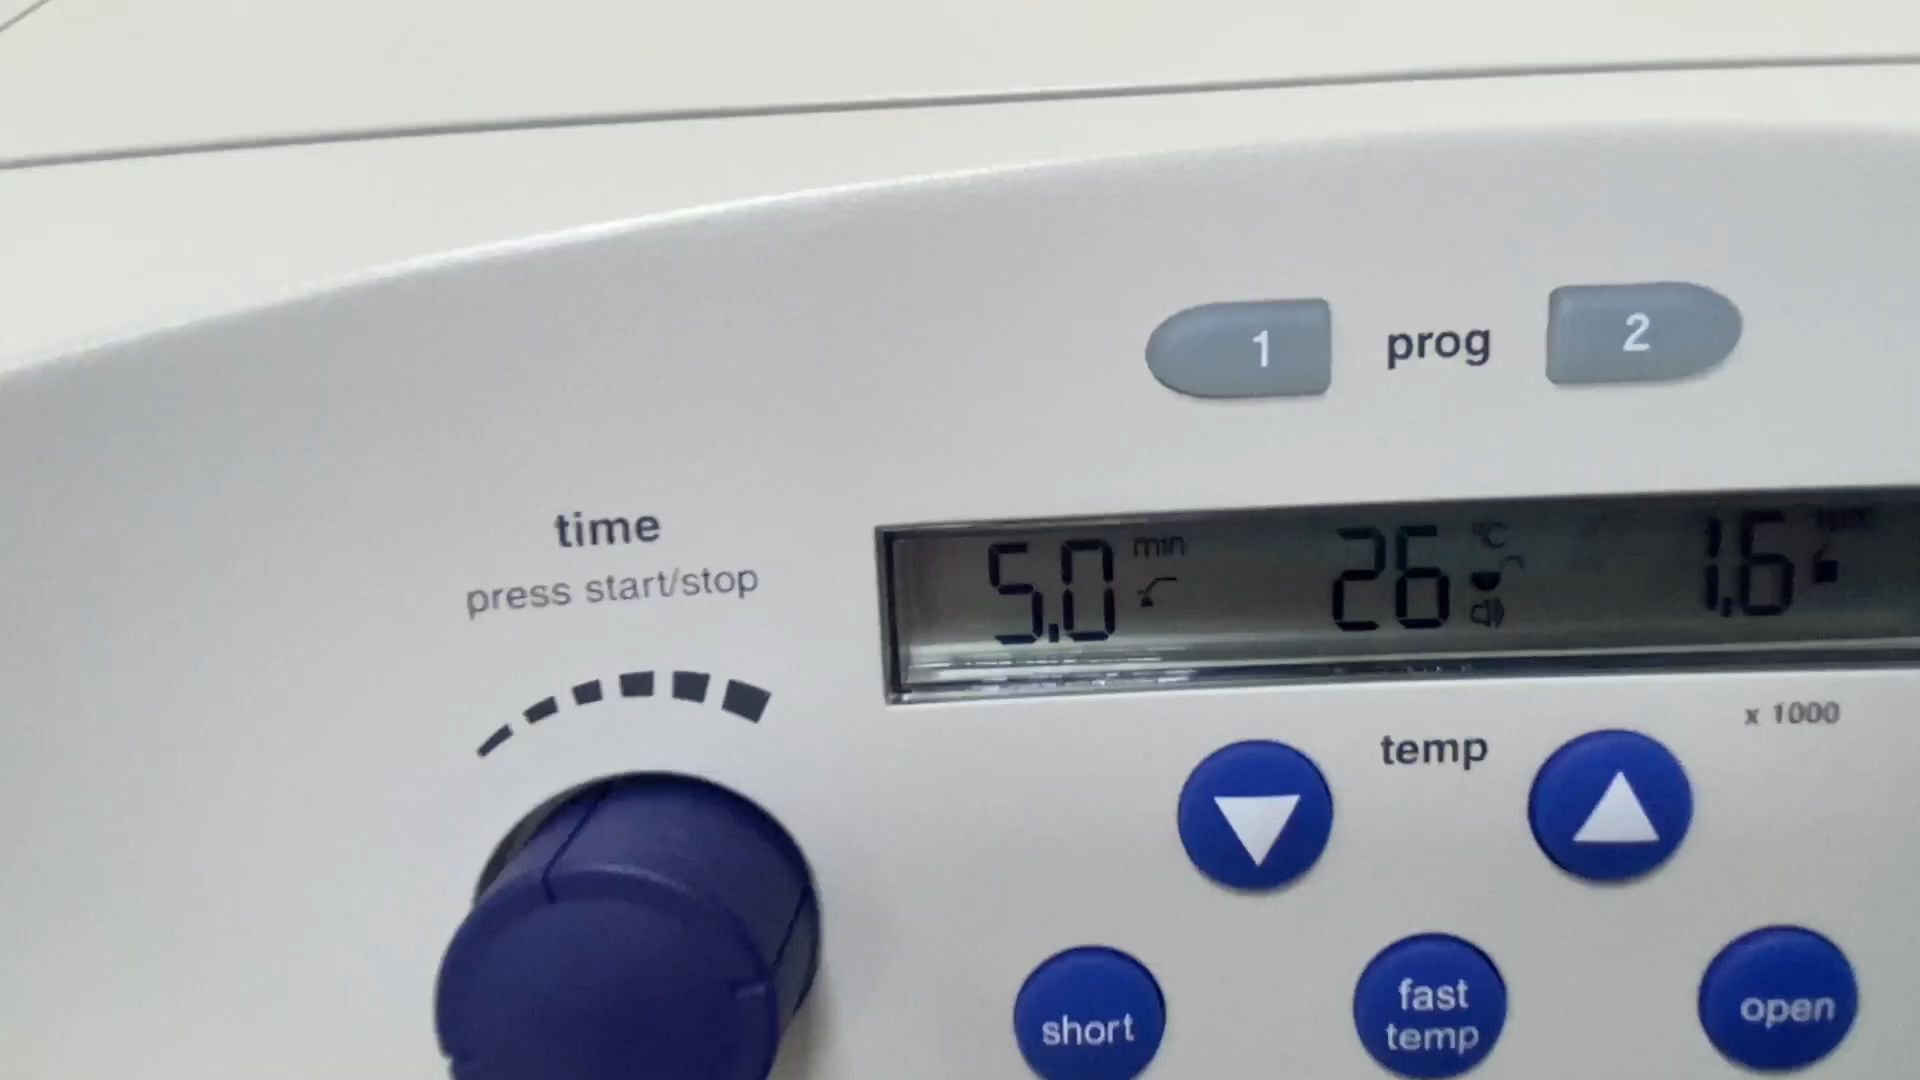 1 prog 2
time
press start/stop
5.0 min 26 °C 1.6 rpm
x 1000
temp
short
fast
temp
open